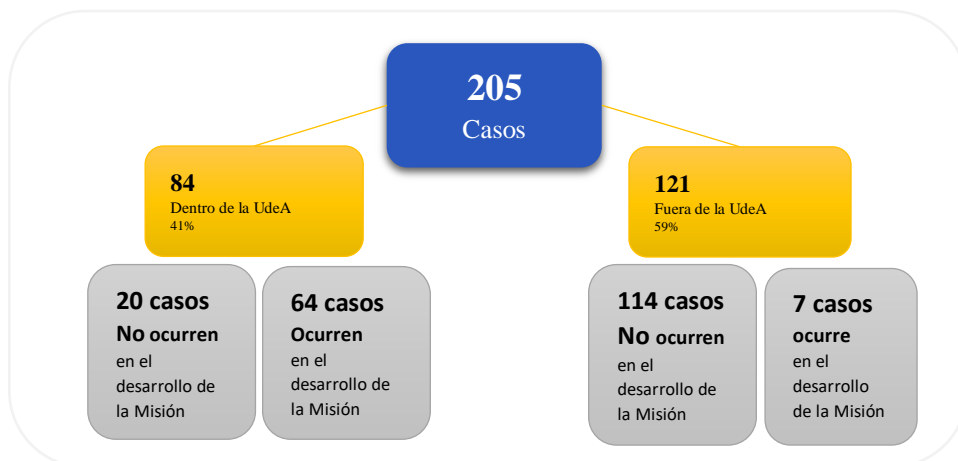 205
Casos
84
Dentro de la UdeA
41%
121
Fuera de la UdeA
59%
20 casos
No ocurren
en el
desarrollo de
la Misión
64 casos
Ocurren
en el
desarrollo de
la Misión
114 casos
No ocurren
en el
desarrollo de
la Misión
7 casos
ocurre
en el
desarrollo
de la Misión